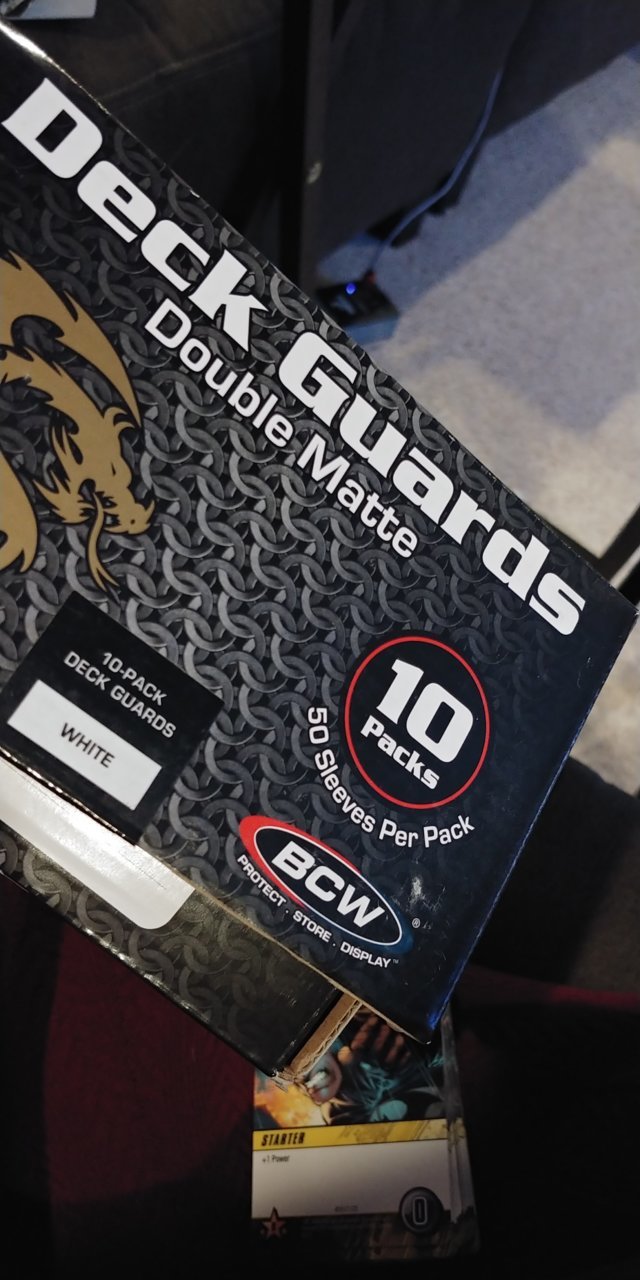 Deck Guards
Double Matte
10-PACK
DECK GUARDS
WHITE
10
Packs
50 Sleeves Per Pack
BCW®
PROTECT . STORE . DISPLAY™
STARTER
+1 Power
0